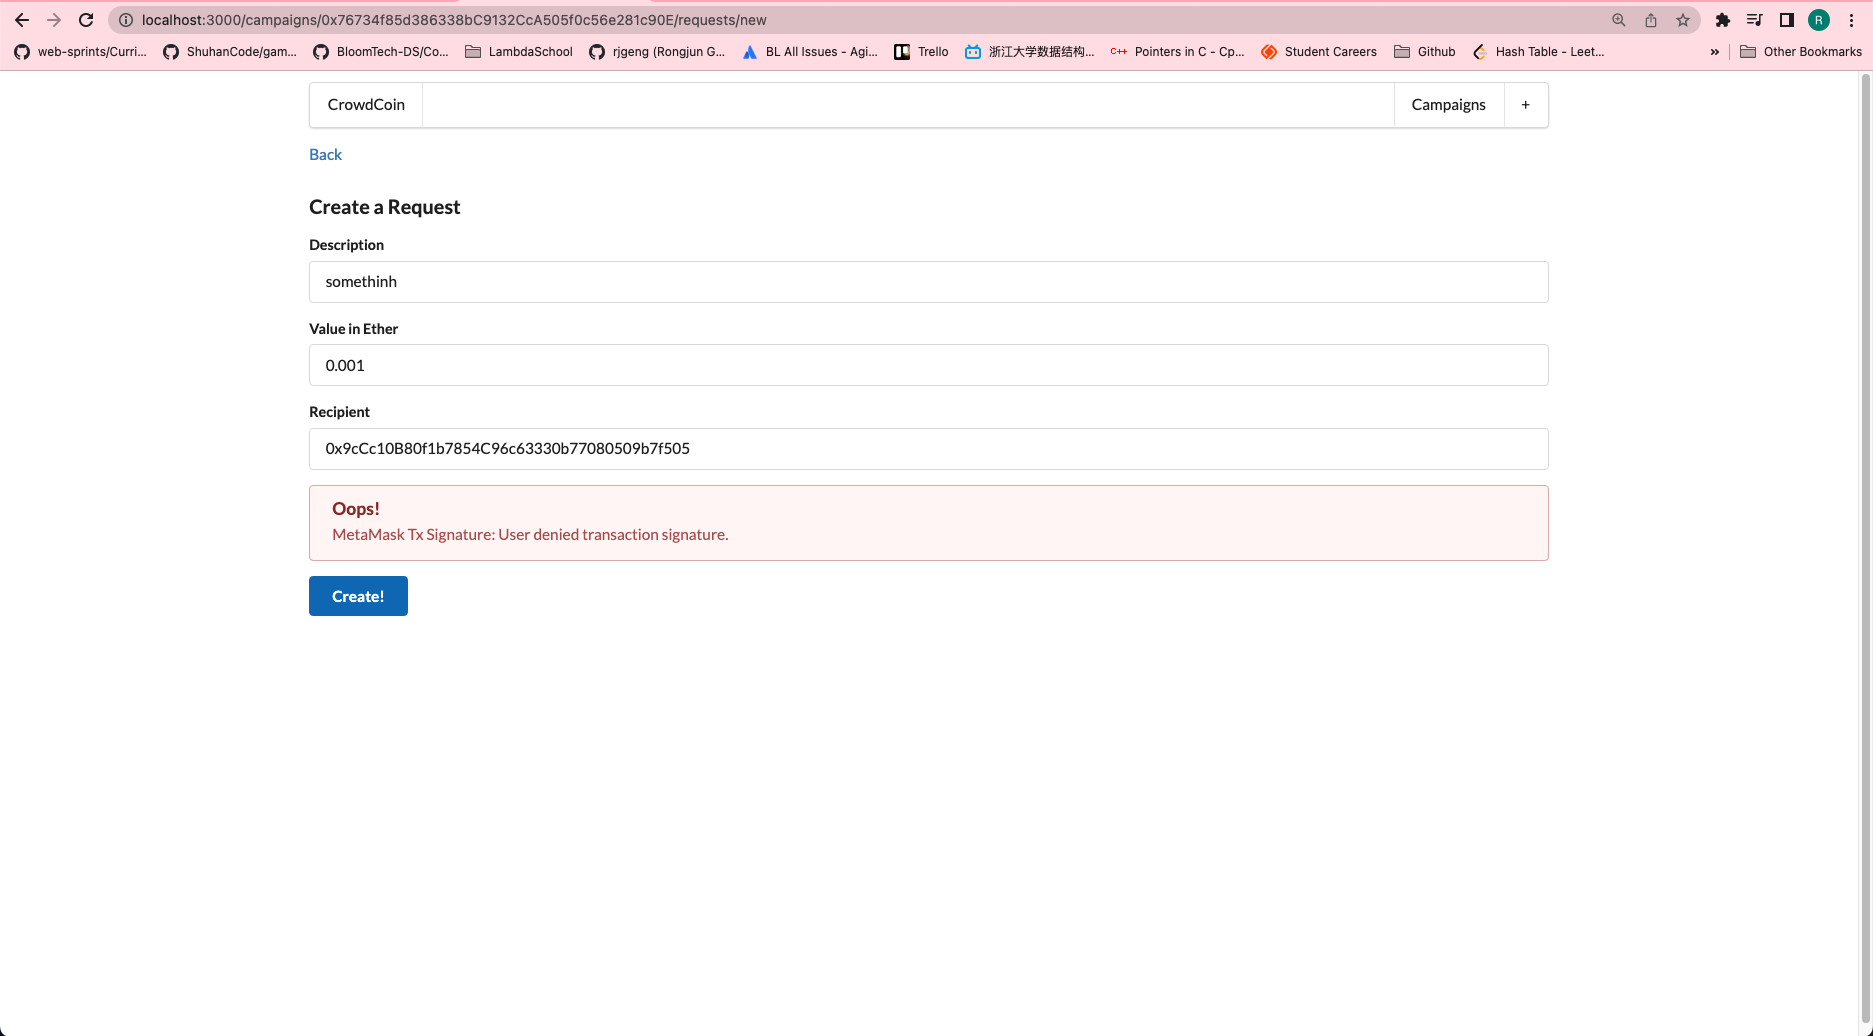 localhost:3000/campaigns/0x76734f85d386338bC9132CcA505f0c56e281c90E/requests/new
R
web-sprints/Curri... ShuhanCode/gam... BloomTech-DS/Co... LambdaSchool rjgeng (Rongjun G... BL All Issues - Agi... Trello 浙江大学数据结构... C++ Pointers in C - Cp... Student Careers Github Hash Table - Leet... » Other Bookmarks
CrowdCoin Campaigns +
Back
Create a Request
Description
somethinh
Value in Ether
0.001
Recipient
0x9cCc10B80f1b7854C96c63330b77080509b7f505
Oops!
MetaMask Tx Signature: User denied transaction signature.
Create!